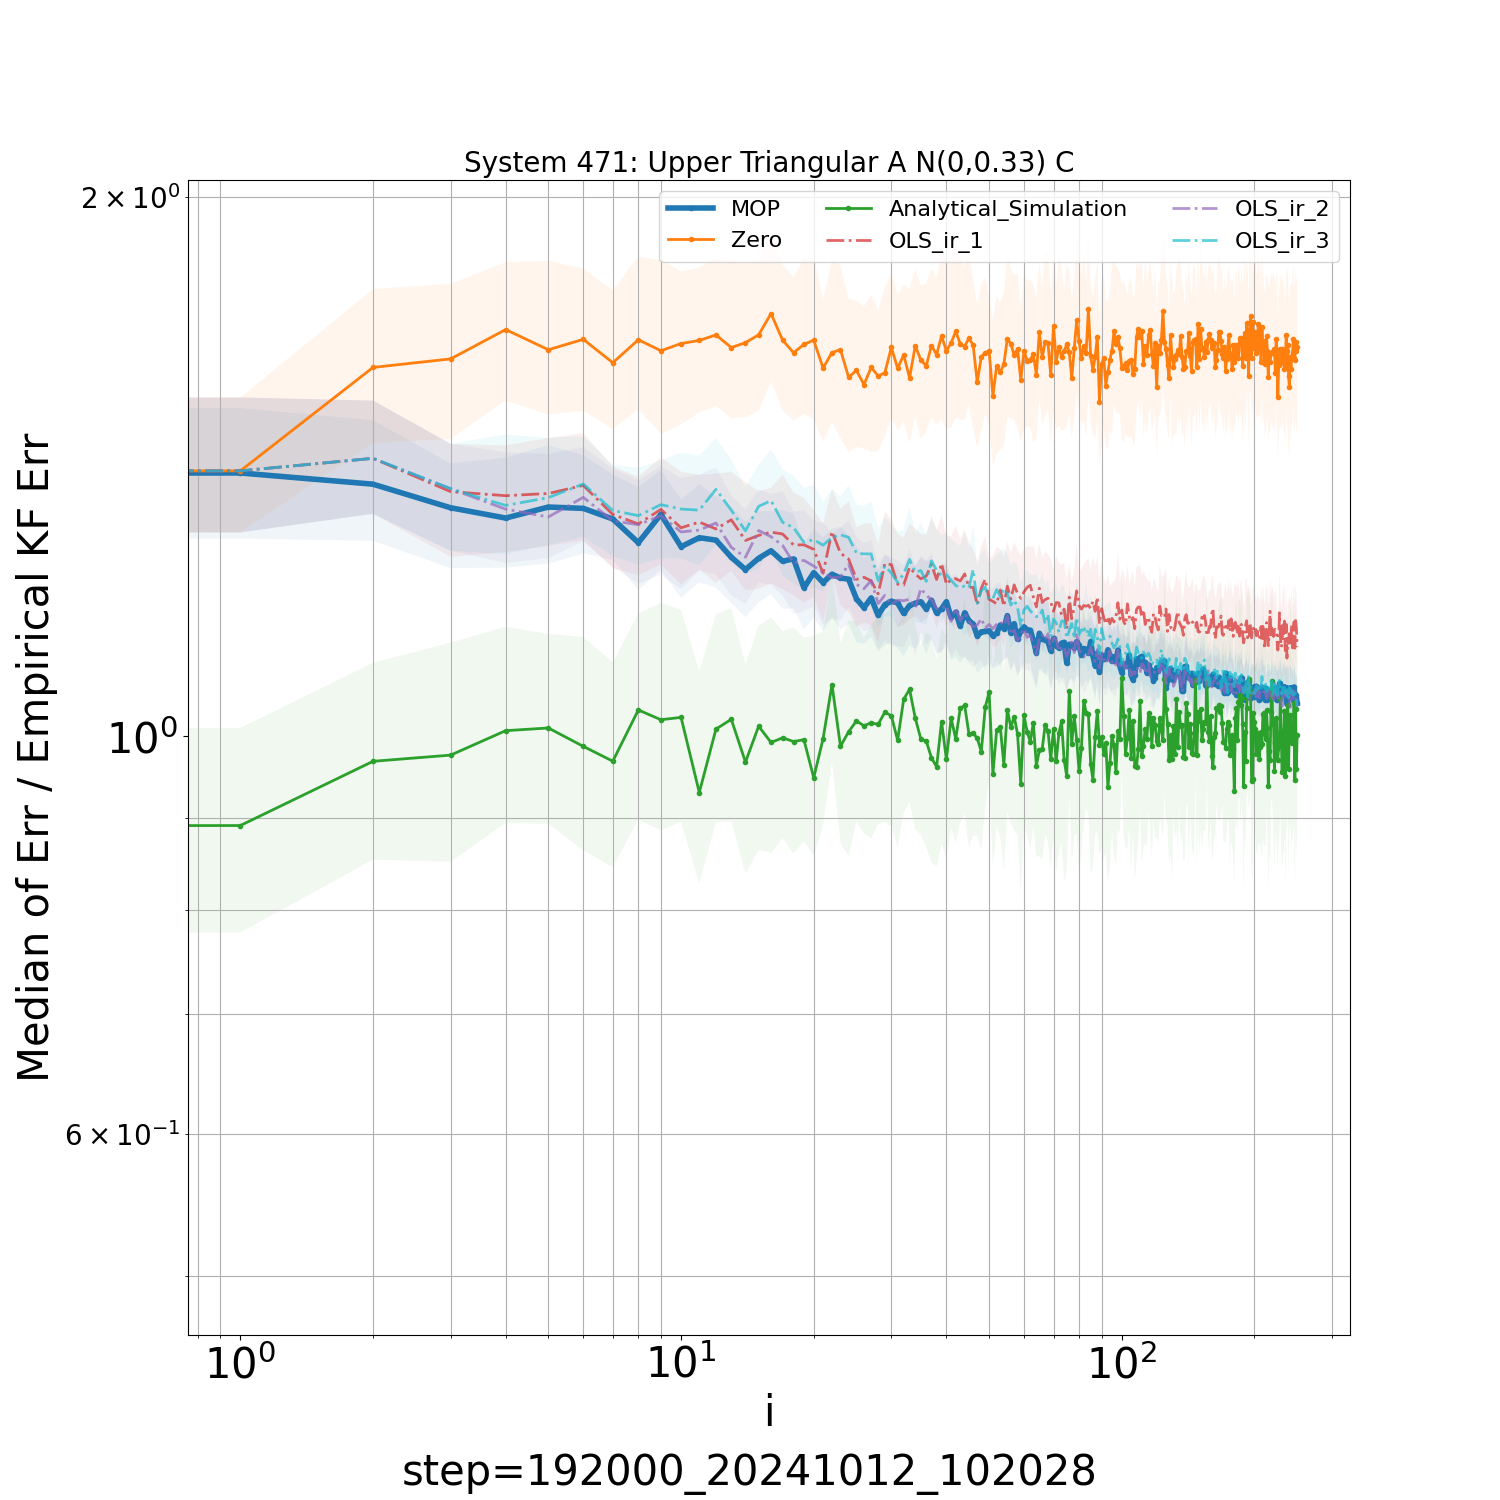 System 471: Upper Triangular A N(0,0.33) C
MOP
Zero
Analytical_Simulation
OLS_ir_1
OLS_ir_2
OLS_ir_3
Median of Err / Empirical KF Err
2 × 10⁰
10⁰
6 × 10⁻¹
10⁰ 10¹ 10²
i
step=192000_20241012_102028